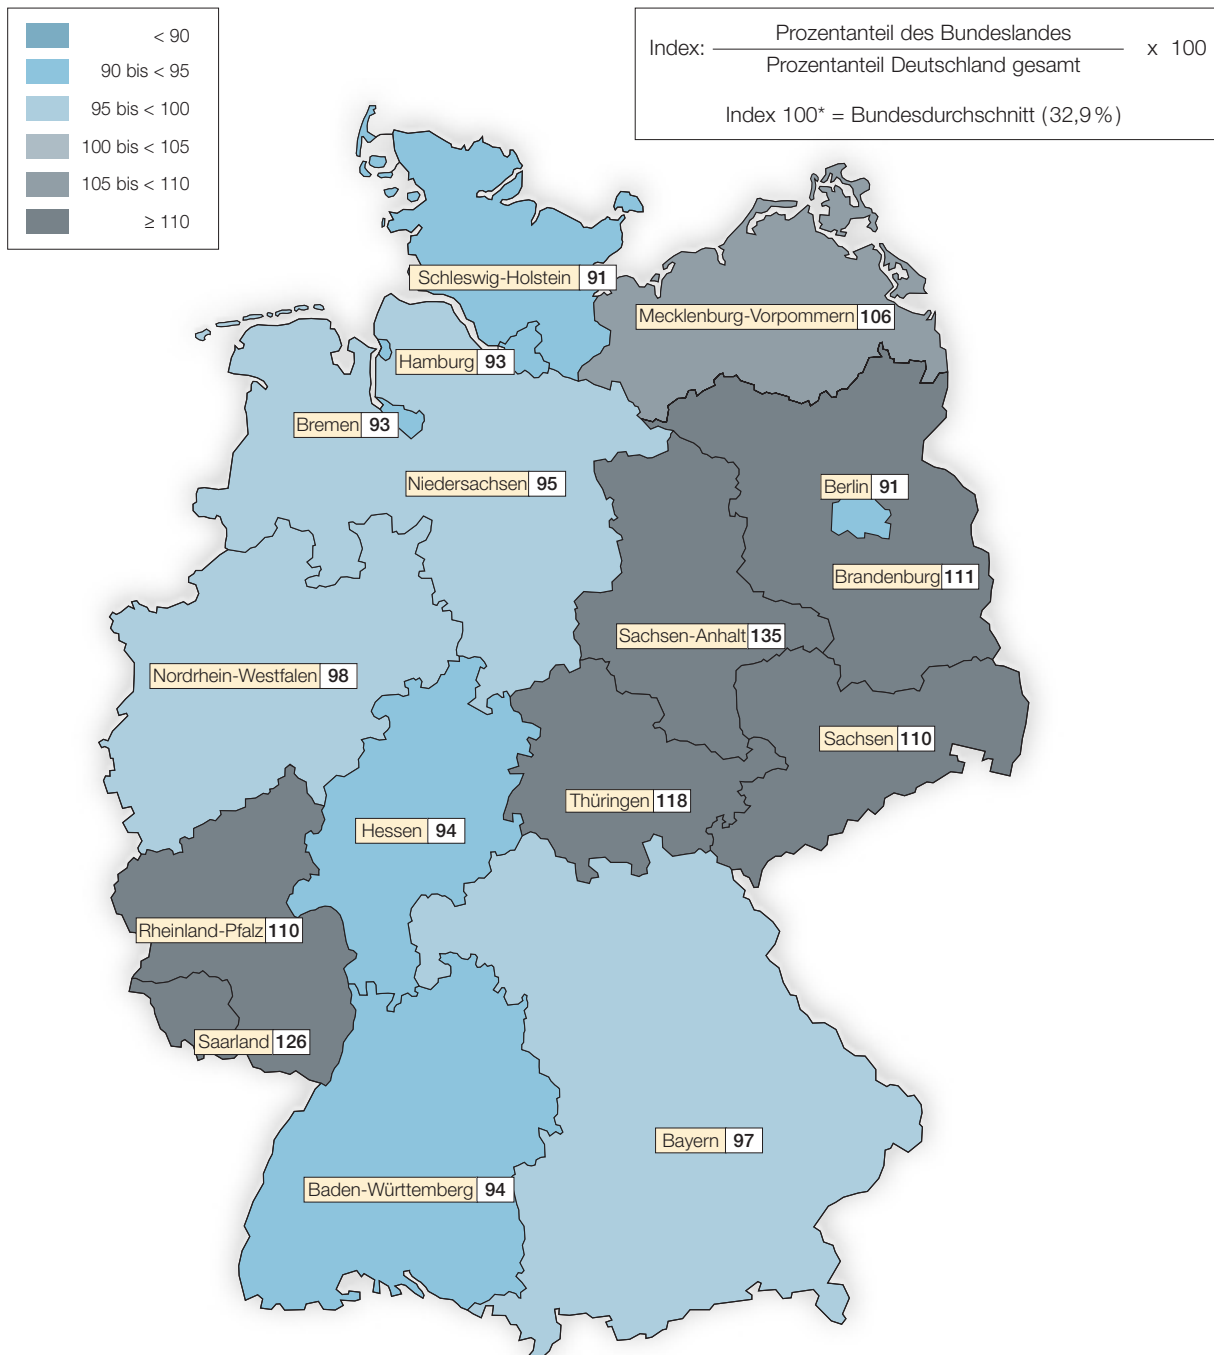 < 90
90 bis < 95
95 bis < 100
100 bis < 105
105 bis < 110
≥ 110
Index: Prozentanteil des Bundeslandes x 100
Prozentanteil Deutschland gesamt
Index 100* = Bundesdurchschnitt (32,9 %)
Schleswig-Holstein 91
Mecklenburg-Vorpommern 106
Hamburg 93
Bremen 93
Niedersachsen 95
Berlin 91
Brandenburg 111
Sachsen-Anhalt 135
Nordrhein-Westfalen 98
Sachsen 110
Thüringen 118
Hessen 94
Rheinland-Pfalz 110
Saarland 126
Bayern 97
Baden-Württemberg 94